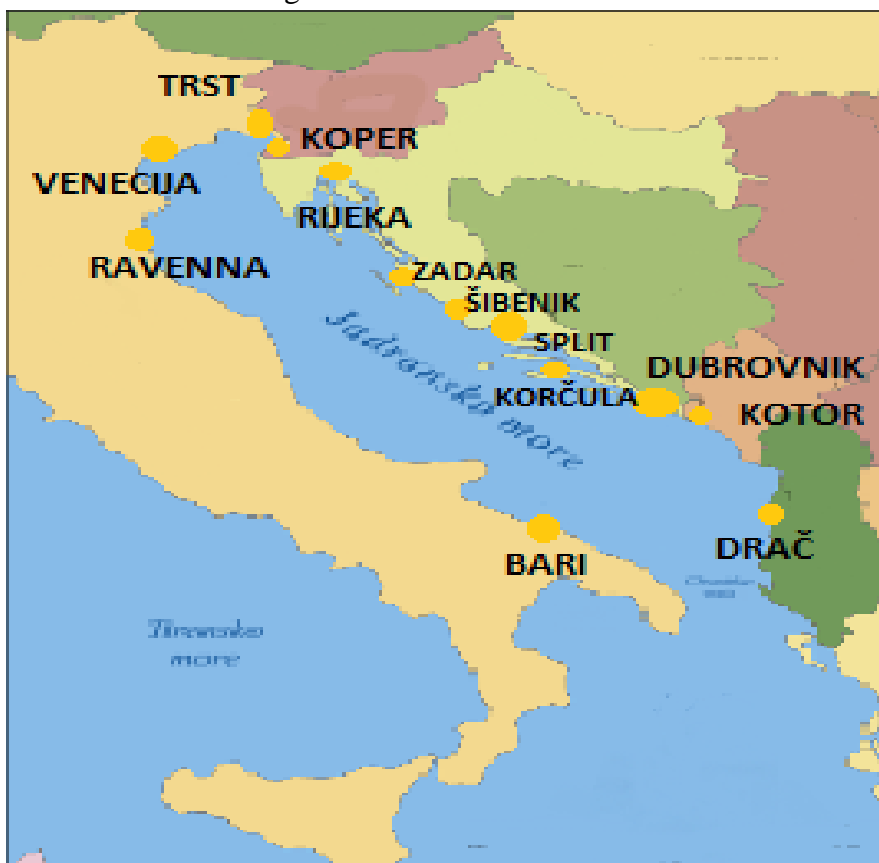 TRST
KOPER
VENECIJA
RIJEKA
RAVENNA
ZADAR
ŠIBENIK
Jadransko more
SPLIT
DUBROVNIK
KORČULA
KOTOR
BARI
DRAČ
Tirensko
more